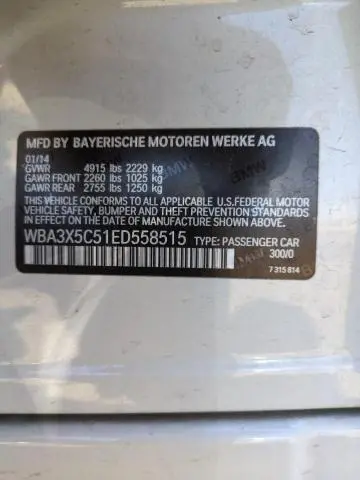 MFD BY BAYERISCHE MOTOREN WERKE AG
01/14
GVWR 4915 lbs 2229 kg
GAWR FRONT 2260 lbs 1025 kg
GAWR REAR 2755 lbs 1250 kg
THIS VEHICLE CONFORMS TO ALL APPLICABLE U.S.FEDERAL MOTOR
VEHICLE SAFETY, BUMPER, AND THEFT PREVENTION STANDARDS IN
EFFECT ON THE DATE OF MANUFACTURE SHOWN ABOVE.
WBA3X5C51ED558515 TYPE: PASSENGER CAR
300/0
7 315 814
BMW
BMW
BMW